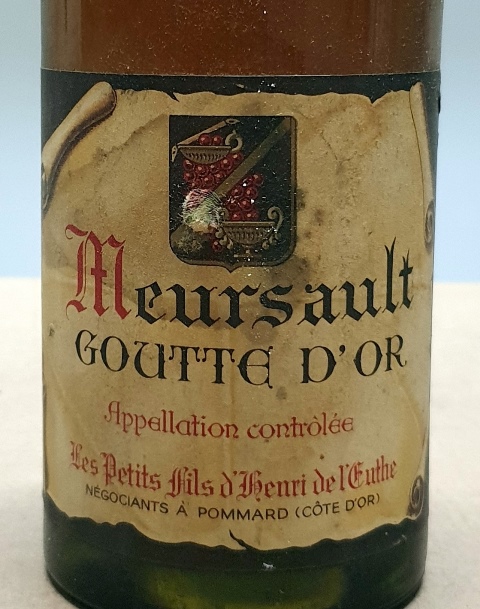 Meursault
GOUTTE D'OR
Appellation contrôlée
Les Petits Fils d'Henri de l'Euthe
NÉGOCIANTS A POMMARD (CÔTE D'OR)